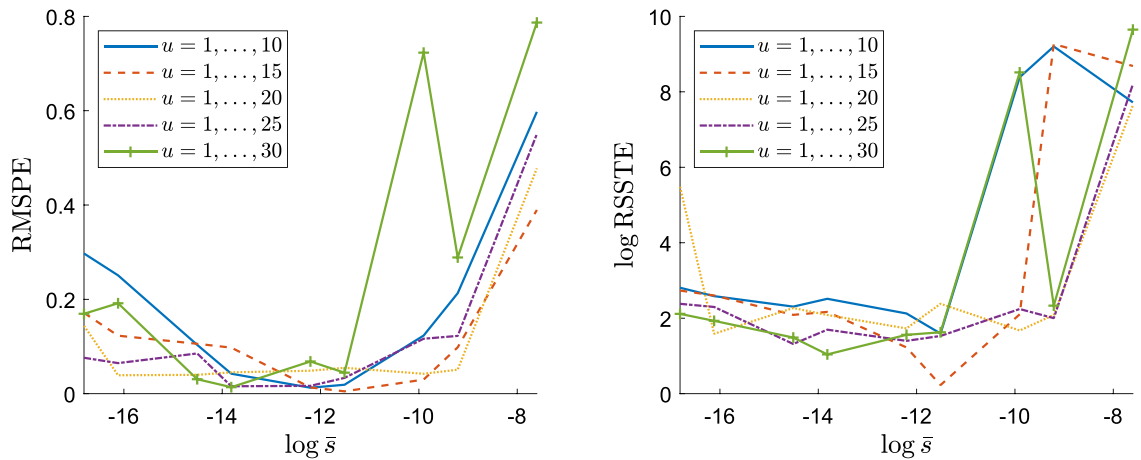 0.8
0.6
0.4
0.2
0
RMSPE
u = 1, . . . , 10
u = 1, . . . , 15
u = 1, . . . , 20
u = 1, . . . , 25
u = 1, . . . , 30
-16
-14
-12
-10
-8
log s̄
10
8
6
4
2
0
log RSSTE
u = 1, . . . , 10
u = 1, . . . , 15
u = 1, . . . , 20
u = 1, . . . , 25
u = 1, . . . , 30
-16
-14
-12
-10
-8
log s̄